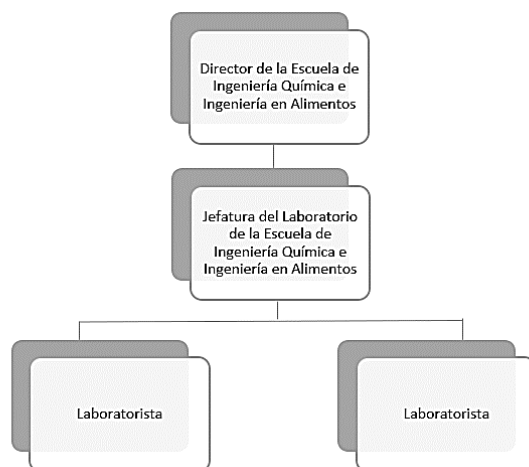 Director de la Escuela de
Ingeniería Química e
Ingeniería en Alimentos
Jefatura del Laboratorio
de la Escuela de
Ingeniería Química e
Ingeniería en Alimentos
Laboratorista
Laboratorista